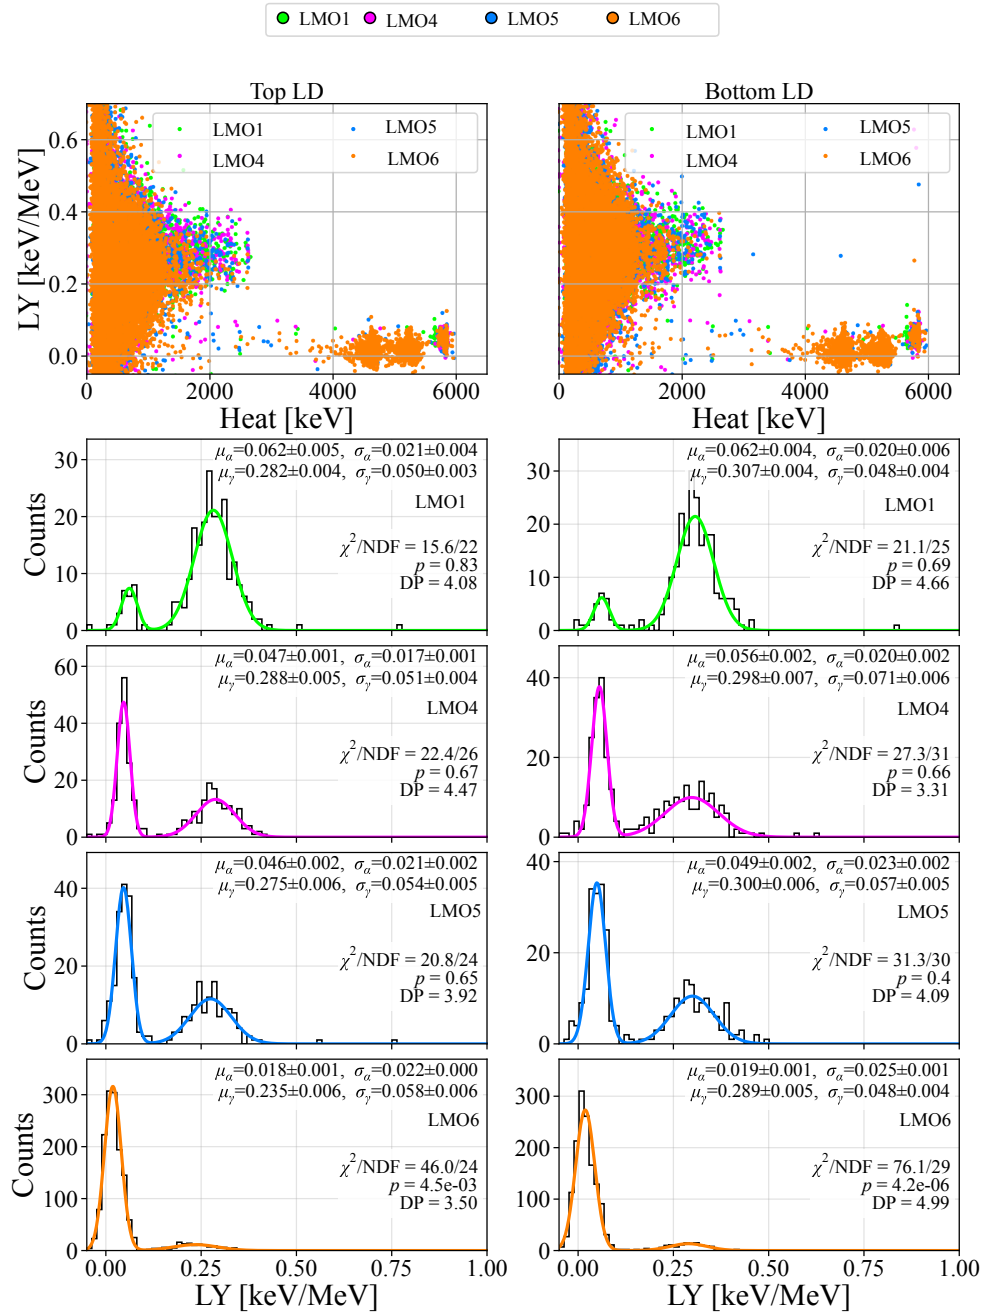 LMO1 LMO4 LMO5 LMO6
Top LD
Bottom LD
LMO1 LMO5
LMO4 LMO6
LMO1 LMO5
LMO4 LMO6
0.6
0.4
0.2
0.0
LY [keV/MeV]
0 2000 4000 6000
0 2000 4000 6000
Heat [keV]
Heat [keV]
μα=0.062±0.005, σα=0.021±0.004
μγ=0.282±0.004, σγ=0.050±0.003
LMO1
χ²/NDF = 15.6/22
p = 0.83
DP = 4.08
30
20
10
0
Counts
μα=0.062±0.004, σα=0.020±0.006
μγ=0.307±0.004, σγ=0.048±0.004
LMO1
χ²/NDF = 21.1/25
p = 0.69
DP = 4.66
30
20
10
0
μα=0.047±0.001, σα=0.017±0.001
μγ=0.288±0.005, σγ=0.051±0.004
LMO4
χ²/NDF = 22.4/26
p = 0.67
DP = 4.47
60
40
20
0
Counts
μα=0.056±0.002, σα=0.020±0.002
μγ=0.298±0.007, σγ=0.071±0.006
LMO4
χ²/NDF = 27.3/31
p = 0.66
DP = 3.31
40
20
0
μα=0.046±0.002, σα=0.021±0.002
μγ=0.275±0.006, σγ=0.054±0.005
LMO5
χ²/NDF = 20.8/24
p = 0.65
DP = 3.92
40
20
0
Counts
μα=0.049±0.002, σα=0.023±0.002
μγ=0.300±0.006, σγ=0.057±0.005
LMO5
χ²/NDF = 31.3/30
p = 0.4
DP = 4.09
40
20
0
μα=0.018±0.001, σα=0.022±0.000
μγ=0.235±0.006, σγ=0.058±0.006
LMO6
χ²/NDF = 46.0/24
p = 4.5e-03
DP = 3.50
300
200
100
0
Counts
μα=0.019±0.001, σα=0.025±0.001
μγ=0.289±0.005, σγ=0.048±0.004
LMO6
χ²/NDF = 76.1/29
p = 4.2e-06
DP = 4.99
300
200
100
0
0.00 0.25 0.50 0.75 1.00
0.00 0.25 0.50 0.75 1.00
LY [keV/MeV]
LY [keV/MeV]